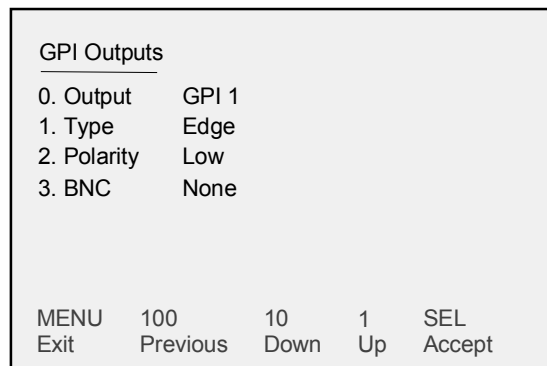 GPI Outputs
0. Output GPI 1
1. Type Edge
2. Polarity Low
3. BNC None
MENU 100 10 1 SEL
Exit Previous Down Up Accept